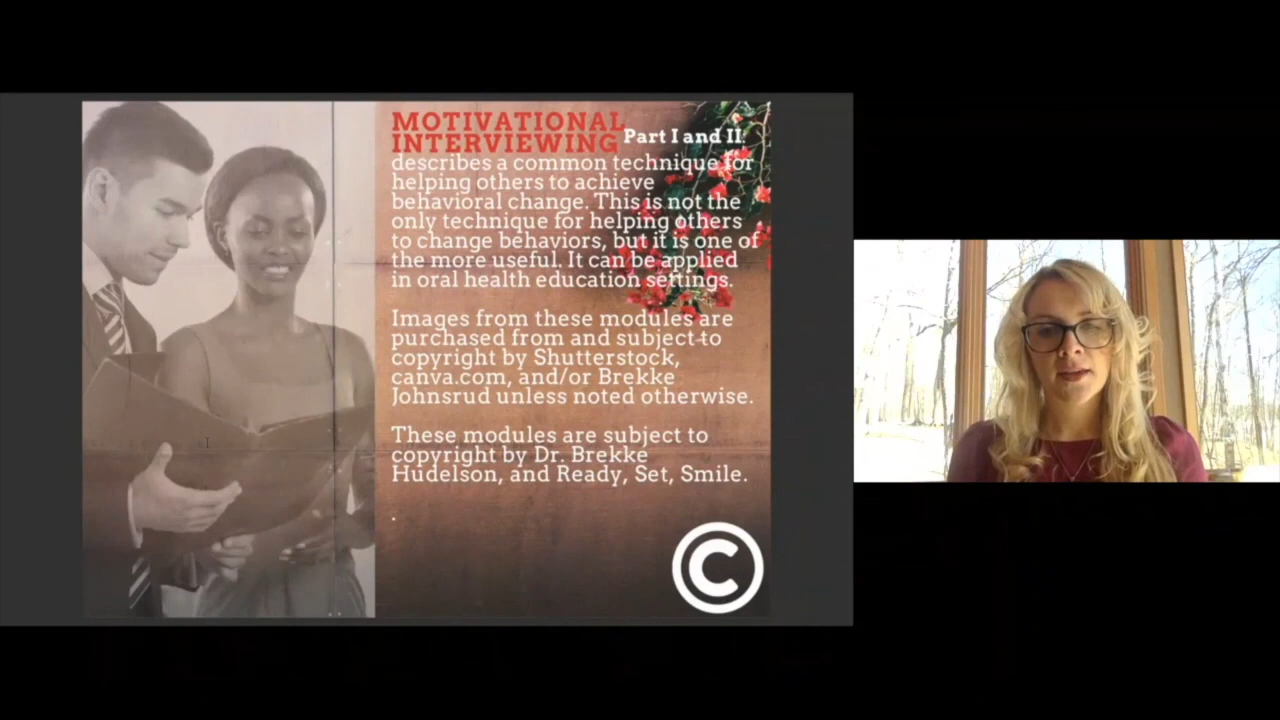 MOTIVATIONAL
INTERVIEWING Part I and II:
describes a common technique for
helping others to achieve
behavioral change. This is not the
only technique for helping others
to change behaviors, but it is one of
the more useful. It can be applied
in oral health education settings.
Images from these modules are
purchased from and subject to
copyright by Shutterstock,
canva.com, and/or Brekke
Johnsrud unless noted otherwise.
These modules are subject to
copyright by Dr. Brekke
Hudelson, and Ready, Set, Smile.
.
©